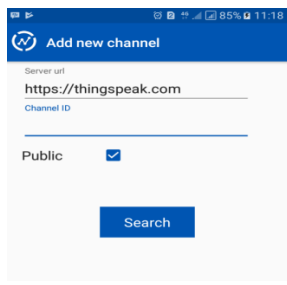 85% 11:18
Add new channel
Server url
https://thingspeak.com
Channel ID
Public
Search